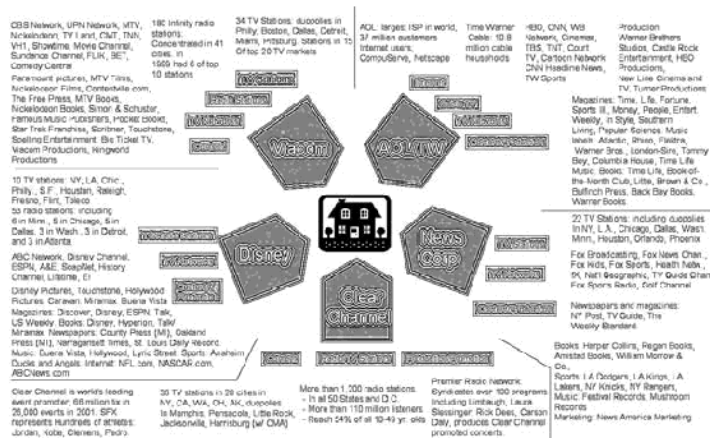 CBS Network, UPN Network, MTV,
Nickelodeon, TV Land, CMT, TNN,
VH1, Showtime, Movie Channel,
Sundance Channel, FLIX, BET,
Comedy Central
Paramount pictures, MTV Films,
Nickelodeon Films, Contextville.com,
The Free Press, MTV Books,
Nickelodeon Books, Simon & Schuster,
Famous Music Publishers, Pocket Books,
Star Trek Franchise, Scribner, Touchstone,
Spelling Entertainment, Big Ticket TV,
Viacom Productions, Kingworld
Productions
180 Infinity radio
stations:
Concentrated in 41
cities. In
1999 had 6 of top
10 stations
34 TV Stations: duopolies in
Philly, Boston, Dallas, Detroit,
Miami, Pittsburg. Stations in 15
Of top 20 TV markets
AOL: largest ISP in world,
37 million customers
Internet users;
CompuServe, Netscape
Time Warner
Cable: 10.8
million cable
households
HBO, CNN, WB
Network, Cinemax,
TBS, TNT, Court
TV, Cartoon Network
CNN Headline News,
TW Sports
Production
Warner Brothers
Studios, Castle Rock
Entertainment, HBO
Productions,
New Line Cinema and
TV, Turner Productions
Magazines: Time, Life, Fortune,
Sports Ill., Money, People, Entert.
Weekly, In Style, Southern
Living, Popular Science. Music
labels: Atlantic, Rhino, Elektra,
Warner Bros., London-Sire, Tommy
Boy, Columbia House, Time Life
Music. Books: Time Life, Book-of-
the-Month Club, Little, Brown & Co.,
Bulfinch Press, Back Bay Books,
Warner Books
Viacom
AOL/TW
10 TV stations: NY, LA, Chic.,
Philly., S.F., Houston, Raleigh,
Fresno, Flint, Toledo
55 radio stations: including
6 in Minn., 6 in Chicago, 5 in
Dallas, 3 in Wash., 3 in Detroit,
and 3 in Atlanta
ABC Network, Disney Channel,
ESPN, A&E, SoapNet, History
Channel, Lifetime, E!
Disney Pictures, Touchstone, Hollywood
Pictures, Caravan, Miramax, Buena Vista
Magazines: Discover, Disney, ESPN, Talk,
US Weekly. Books: Disney, Hyperion, Talk/
Miramax. Newspapers: County Press (MI), Oakland
Press (MI), Narragansett Times, St. Louis Daily Record.
Music: Buena Vista, Hollywood, Lyric Street. Sports: Anaheim
Ducks and Angels. Internet: NFL.com, NASCAR.com,
ABCNews.com
Disney
News
Corp
Clear
Channel
22 TV Stations: including duopolies
In NY, L.A., Chicago, Dallas, Wash.
Minn., Houston, Orlando, Phoenix
Fox Broadcasting, Fox News Chan.,
Fox Kids, Fox Sports, Health Netw.,
fX, Nat'l Geographic, TV Guide Chan.
Fox Sports Radio, Golf Channel
Newspapers and magazines:
NY Post, TV Guide, The
Weekly Standard
Books: Harper Collins, Regan Books,
Amistad Books, William Morrow &
Co.
Sports: LA Dodgers, LA Kings, LA
Lakers, NY Knicks, NY Rangers,
Music: Festival Records, Mushroom
Records
Marketing: News America Marketing
Clear Channel is world's leading
event promoter, 66 million tix in
26,000 events in 2001. SFX
represents hundreds of athletes:
Jordan, Kobe, Clemens, Pedro.
36 TV stations in 28 cities in
NY, CA, WA, OH, AK, duopolies
In Memphis, Pensacola, Little Rock,
Jacksonville, Harrisburg (w/ CMA)
More than 1,200 radio stations
- In all 50 States and D.C.
- More than 110 million listeners
- Reach 54% of all 18-49 yr. olds
Premier Radio Network:
Syndicates over 100 programs
Including Limbaugh, Laura
Slessinger, Rick Dees, Carson
Daly, produces Clear Channel
promoted concerts.